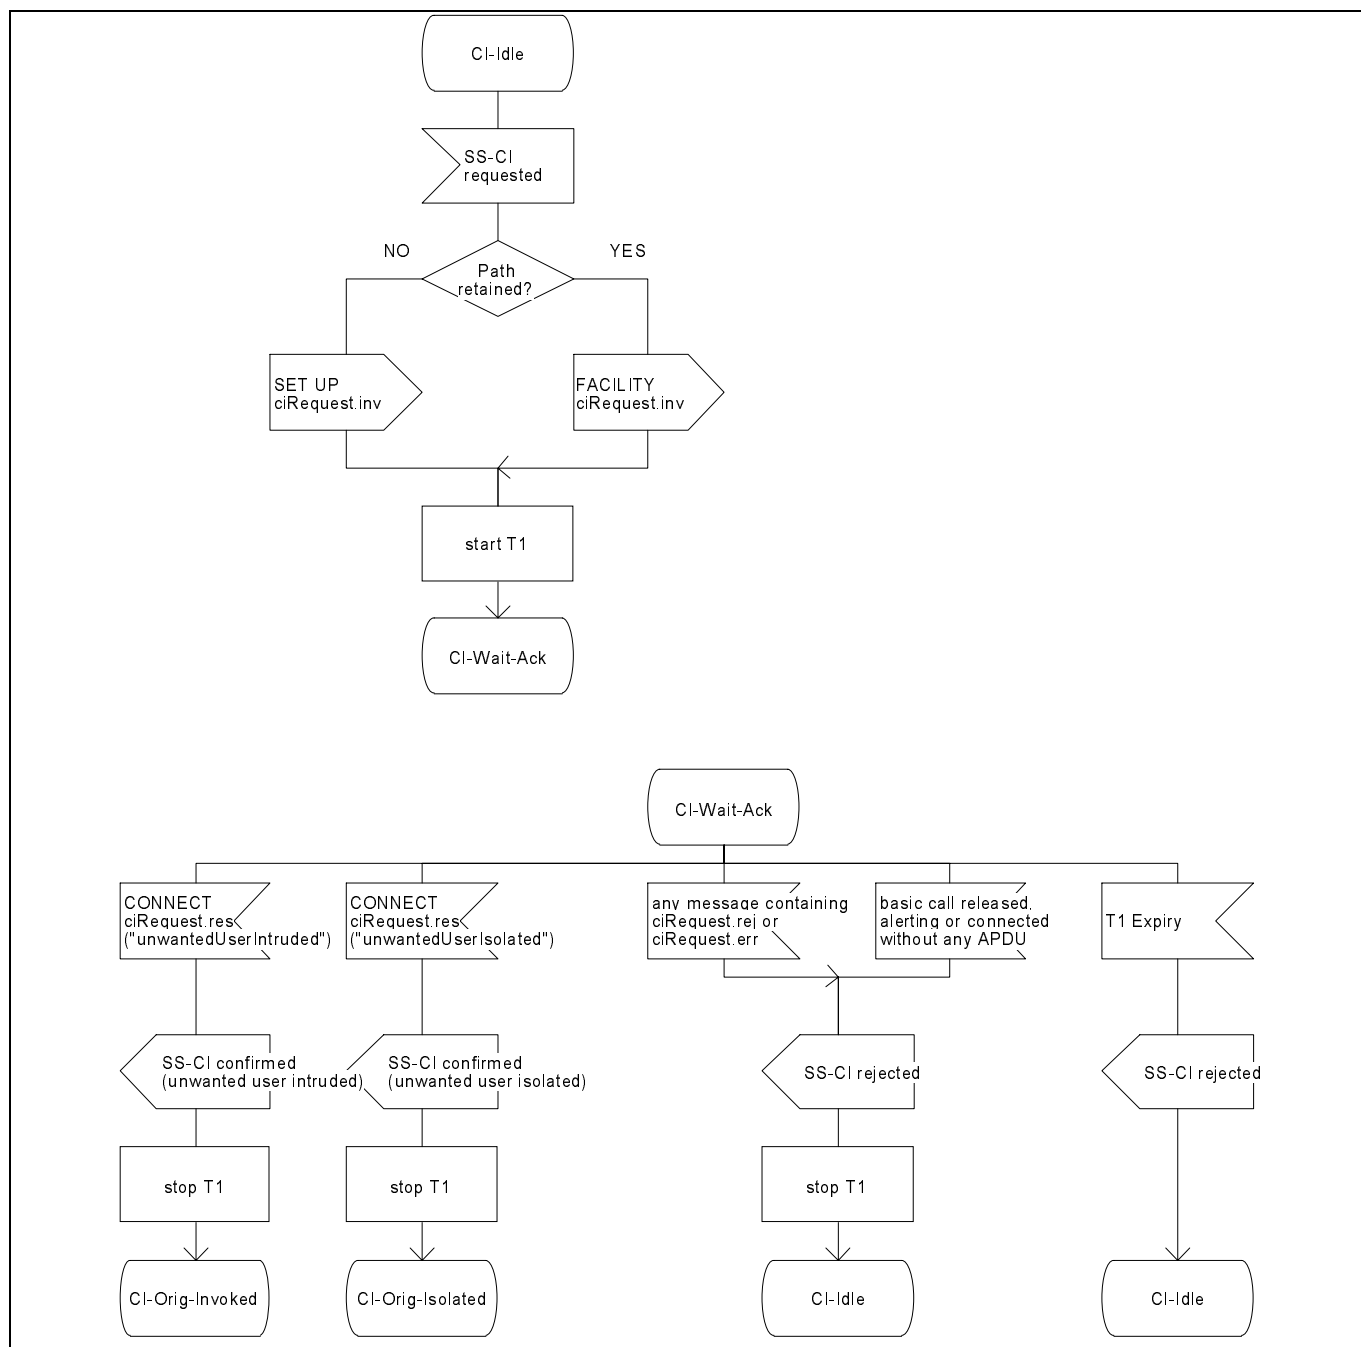 CI-Idle
SS-CI
requested
NO
YES
Path
retained?
SET UP
ciRequest.inv
FACILITY
ciRequest.inv
start T1
CI-Wait-Ack
CI-Wait-Ack
CONNECT
ciRequest.res
("unwantedUserIntruded")
CONNECT
ciRequest.res
("unwantedUserIsolated")
any message containing
ciRequest.rej or
ciRequest.err
basic call released,
alerting or connected
without any APDU
T1 Expiry
SS-CI confirmed
(unwanted user intruded)
SS-CI confirmed
(unwanted user isolated)
SS-CI rejected
SS-CI rejected
stop T1
stop T1
stop T1
CI-Orig-Invoked
CI-Orig-Isolated
CI-Idle
CI-Idle